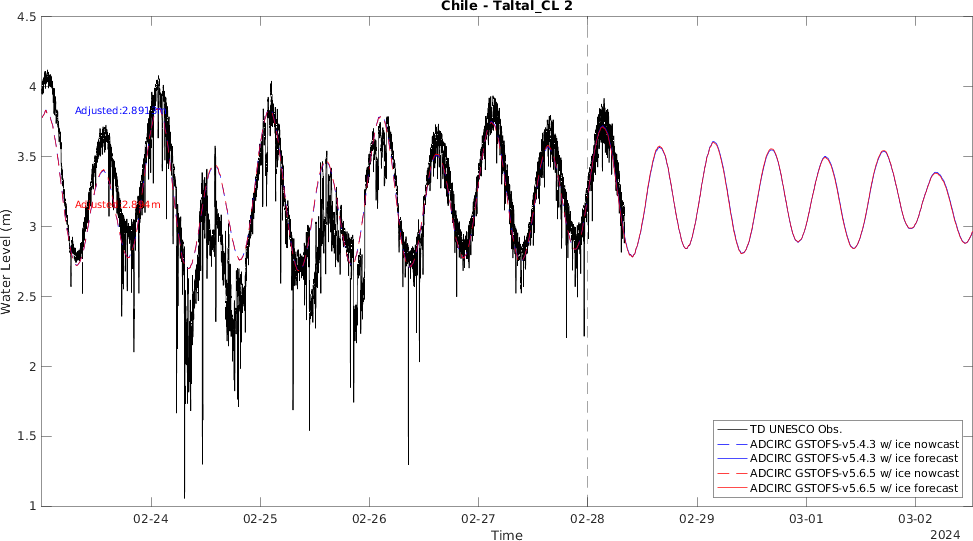 Chile - Taltal_CL 2
Water Level (m)
4.5
4
3.5
3
2.5
2
1.5
1
Adjusted:2.891
Adjusted
02-24
02-25
02-26
02-27
02-28
02-29
03-01
03-02
Time
2024
TD UNESCO Obs.
ADCIRC GSTOFS-v5.4.3 w/ ice nowcast
ADCIRC GSTOFS-v5.4.3 w/ ice forecast
ADCIRC GSTOFS-v5.6.5 w/ ice nowcast
ADCIRC GSTOFS-v5.6.5 w/ ice forecast